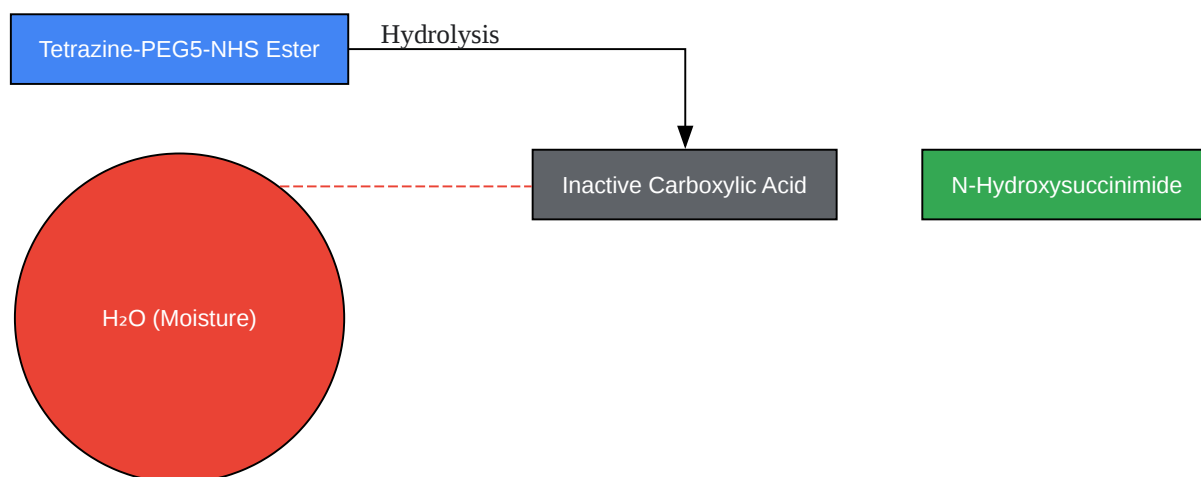 Tetrazine-PEG5-NHS Ester
Hydrolysis
Inactive Carboxylic Acid
N-Hydroxysuccinimide
H₂O (Moisture)